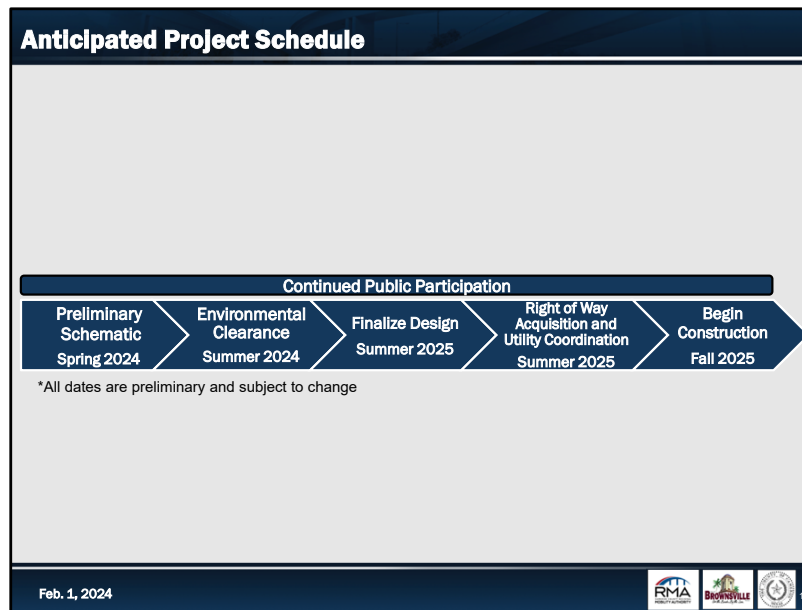 Anticipated Project Schedule
Continued Public Participation
Preliminary
Schematic
Spring 2024
Environmental
Clearance
Summer 2024
Finalize Design
Summer 2025
Right of Way
Acquisition and
Utility Coordination
Summer 2025
Begin
Construction
Fall 2025
*All dates are preliminary and subject to change
Feb. 1, 2024
RMA
MOBILITY AUTHORITY
BROWNSVILLE